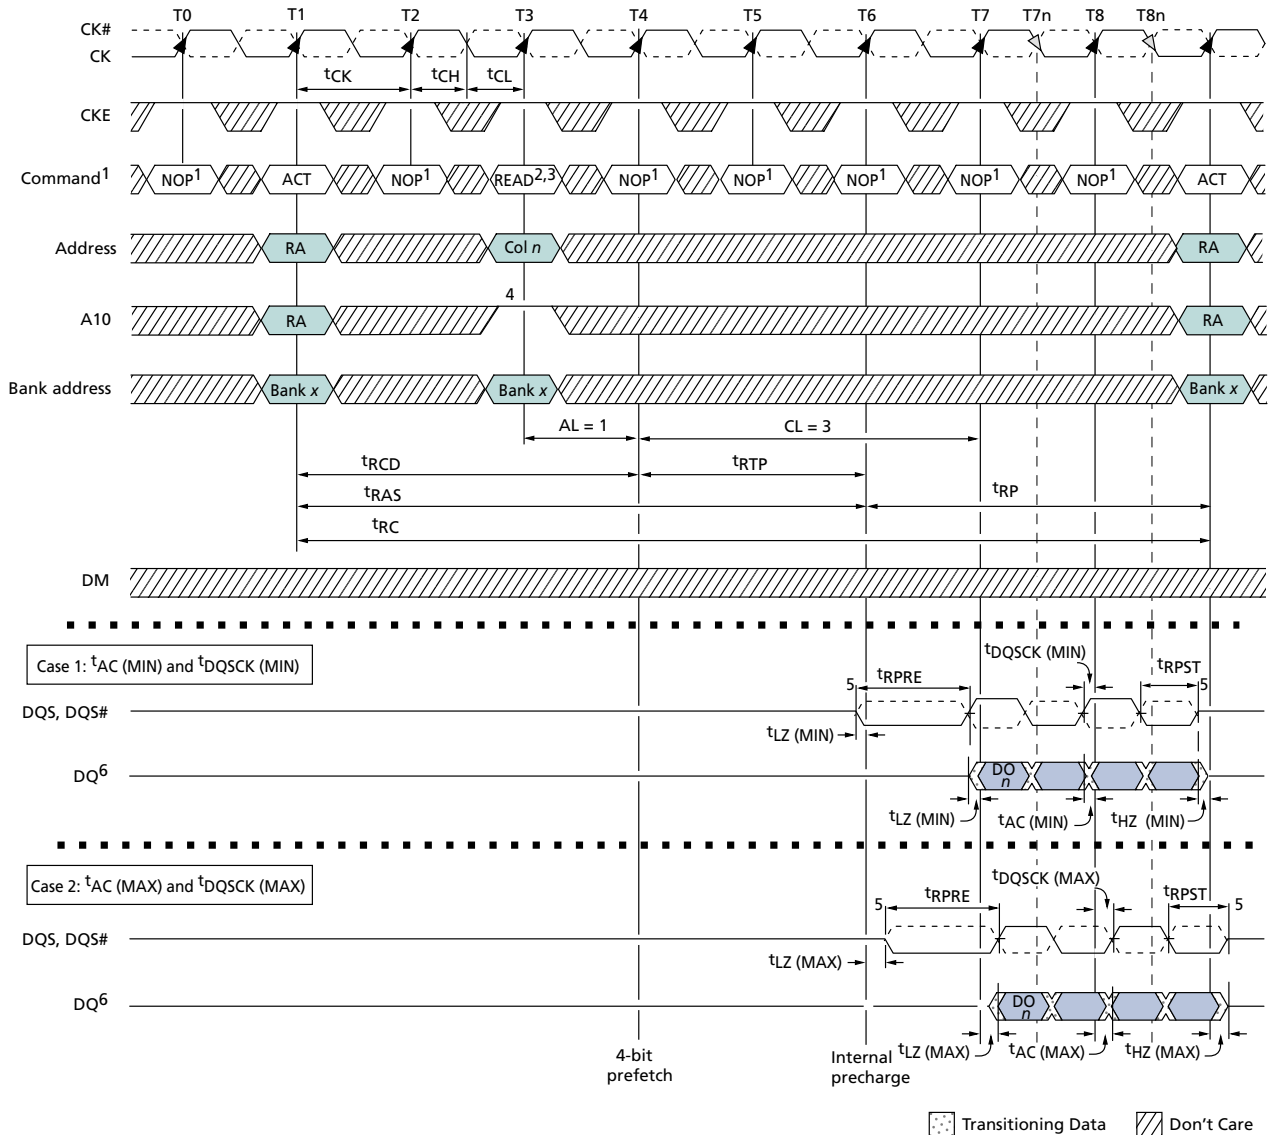 T0 T1 T2 T3 T4 T5 T6 T7 T7n T8 T8n
CK#
CK
tCK tCH tCL
CKE
Command1 NOP1 ACT NOP1 READ2,3 NOP1 NOP1 NOP1 NOP1 NOP1 ACT
Address RA Col n RA
4
A10 RA RA
Bank address Bank x Bank x Bank x
AL = 1 CL = 3
tRCD tRTP
tRAS tRP
tRC
DM
Case 1: tAC (MIN) and tDQSCK (MIN)
tDQSCK (MIN)
5 tRPRE tRPST 5
DQS, DQS#
tLZ (MIN)
DQ6 DO n
tLZ (MIN) tAC (MIN) tHZ (MIN)
Case 2: tAC (MAX) and tDQSCK (MAX)
tDQSCK (MAX)
5 tRPRE tRPST 5
DQS, DQS#
tLZ (MAX)
DQ6 DO n
tLZ (MAX) tAC (MAX) tHZ (MAX)
4-bit
prefetch
Internal
precharge
Transitioning Data Don't Care